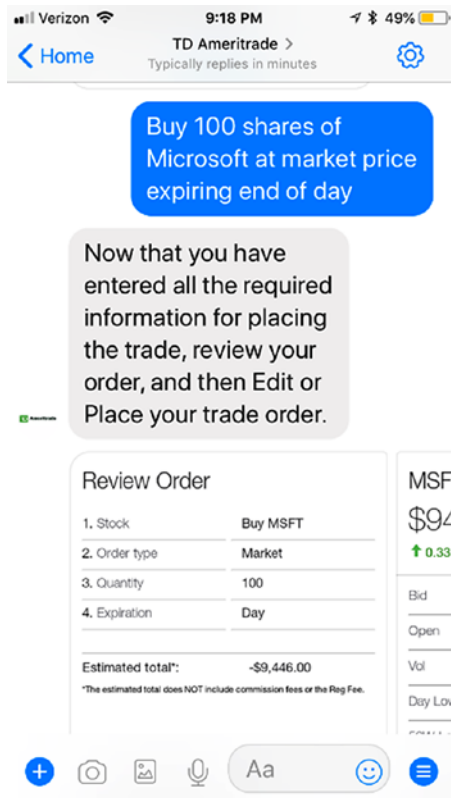 Verizon 9:18 PM 49%
Home
TD Ameritrade >
Typically replies in minutes
Buy 100 shares of
Microsoft at market price
expiring end of day
Now that you have
entered all the required
information for placing
the trade, review your
order, and then Edit or
Place your trade order.
Review Order
1. Stock Buy MSFT
2. Order type Market
3. Quantity 100
4. Expiration Day
Estimated total*: -$9,446.00
*The estimated total does NOT include commission fees or the Reg Fee.
MSF
$94
0.33
Bid
Open
Vol
Day Low
Aa